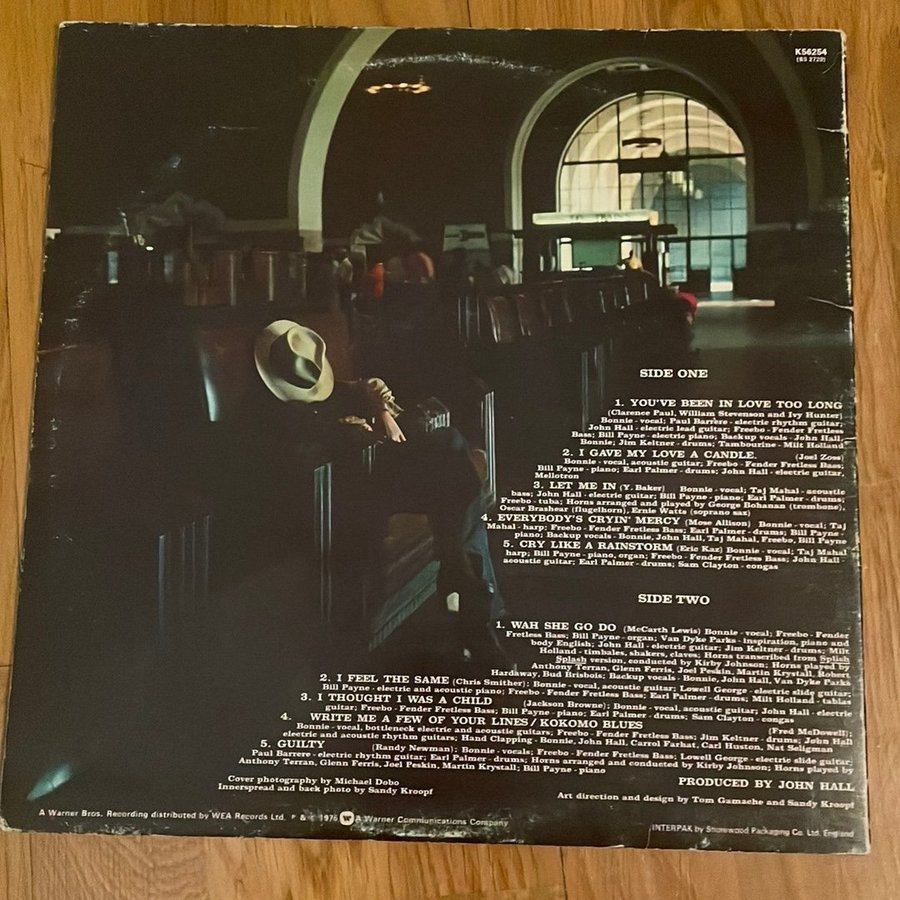 K56254
(BS 2729)
TO TRAINS
SIDE ONE
1. YOU'VE BEEN IN LOVE TOO LONG
(Clarence Paul, William Stevenson and Ivy Hunter)
Bonnie - vocal; Paul Barrere - electric rhythm guitar;
John Hall - electric lead guitar; Freebo - Fender Fretless
Bass; Bill Payne - electric piano; Backup vocals - John Hall,
Bonnie; Jim Keltner - drums; Tambourine - Milt Holland
2. I GAVE MY LOVE A CANDLE. (Joel Zoss)
Bonnie - vocal, acoustic guitar; Freebo - Fender Fretless Bass;
Bill Payne - piano; Earl Palmer - drums; John Hall - electric guitar,
Mellotron
3. LET ME IN (Y. Baker) Bonnie - vocal; Taj Mahal - acoustic
bass; John Hall - electric guitar; Bill Payne - piano; Earl Palmer - drums;
Freebo - tuba; Horns arranged and played by George Bohanan (trombone),
Oscar Brashear (flugelhorn), Ernie Watts (soprano sax)
4. EVERYBODY'S CRYIN' MERCY (Mose Allison) Bonnie - vocal; Taj
Mahal - harp; Freebo - Fender Fretless Bass; Earl Palmer - drums; Bill Payne -
piano; Backup vocals - Bonnie, John Hall, Taj Mahal, Freebo, Bill Payne
5. CRY LIKE A RAINSTORM (Eric Kaz) Bonnie - vocal; Taj Mahal
harp; Bill Payne - piano, organ; Freebo - Fender Fretless Bass; John Hall -
acoustic guitar; Earl Palmer - drums; Sam Clayton - congas
SIDE TWO
1. WAH SHE GO DO (McCarth Lewis) Bonnie - vocal; Freebo - Fender
Fretless Bass; Bill Payne - organ; Van Dyke Parks - inspiration, piano and
body English; John Hall - electric guitar; Jim Keltner - drums; Milt
Holland - timbales, shakers, claves; Horns transcribed from Splish
Splash version, conducted by Kirby Johnson; Horns played by
Anthony Terran, Glenn Ferris, Joel Peskin, Martin Krystall, Robert
Hardaway, Bud Brisbois; Backup vocals - Bonnie, John Hall, Van Dyke Parks
2. I FEEL THE SAME (Chris Smither); Bonnie - vocal, acoustic guitar; Lowell George - electric slide guitar;
Bill Payne - electric and acoustic piano; Freebo - Fender Fretless Bass; Earl Palmer - drums; Milt Holland - tablas
3. I THOUGHT I WAS A CHILD (Jackson Browne); Bonnie - vocal, acoustic guitar; John Hall - electric
guitar; Freebo - Fender Fretless Bass; Bill Payne - piano; Earl Palmer - drums; Sam Clayton - congas
4. WRITE ME A FEW OF YOUR LINES/KOKOMO BLUES (Fred McDowell);
Bonnie - vocal, bottleneck electric and acoustic guitars; Freebo - Fender Fretless Bass; Jim Keltner - drums; John Hall
electric and acoustic rhythm guitars; Hand Clapping - Bonnie, John Hall, Carrol Farhat, Carl Huston, Nat Seligman
5. GUILTY (Randy Newman); Bonnie - vocals; Freebo - Fender Fretless Bass; Lowell George - electric slide guitar;
Paul Barrere - electric rhythm guitar; Earl Palmer - drums; Horns arranged and conducted by Kirby Johnson; Horns played by
Anthony Terran, Glenn Ferris, Joel Peskin, Martin Krystall; Bill Payne - piano
PRODUCED BY JOHN HALL
Cover photography by Michael Dobo
Innerspread and back photo by Sandy Kroopf
Art direction and design by Tom Gamache and Sandy Kroopf
A Warner Bros. Recording distributed by WEA Records Ltd. P & c 1976 W A Warner Communications Company
INTERPAK by Shorewood Packaging Co. Ltd. England